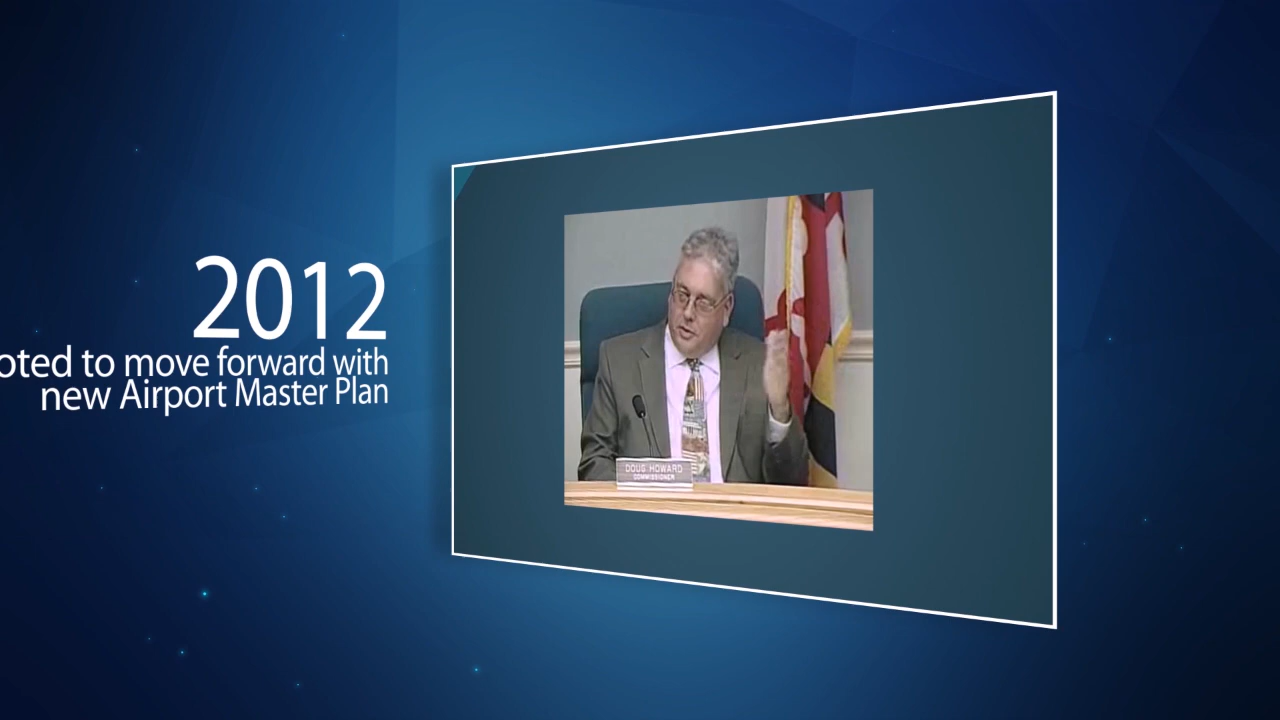 2012
oted to move forward with
new Airport Master Plan
DOUG HOWARD
COMMISSIONER